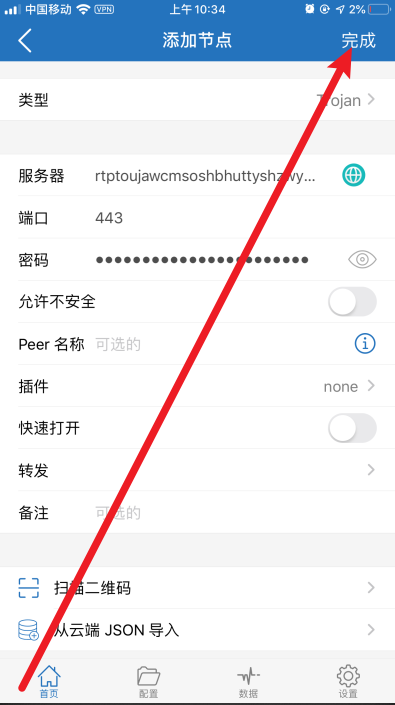 中国移动 VPN 上午 10:34 2%
添加节点 完成
类型 Trojan
服务器 rtptoujawcmsoshbhuttyshz
端口 443
密码 ●●●●●●●●●●●●●●●●●●●●●●●
允许不安全
Peer 名称 可选的
插件 none
快速打开
转发
备注 可选的
扫描二维码
从云端 JSON 导入
首页 配置 数据 设置